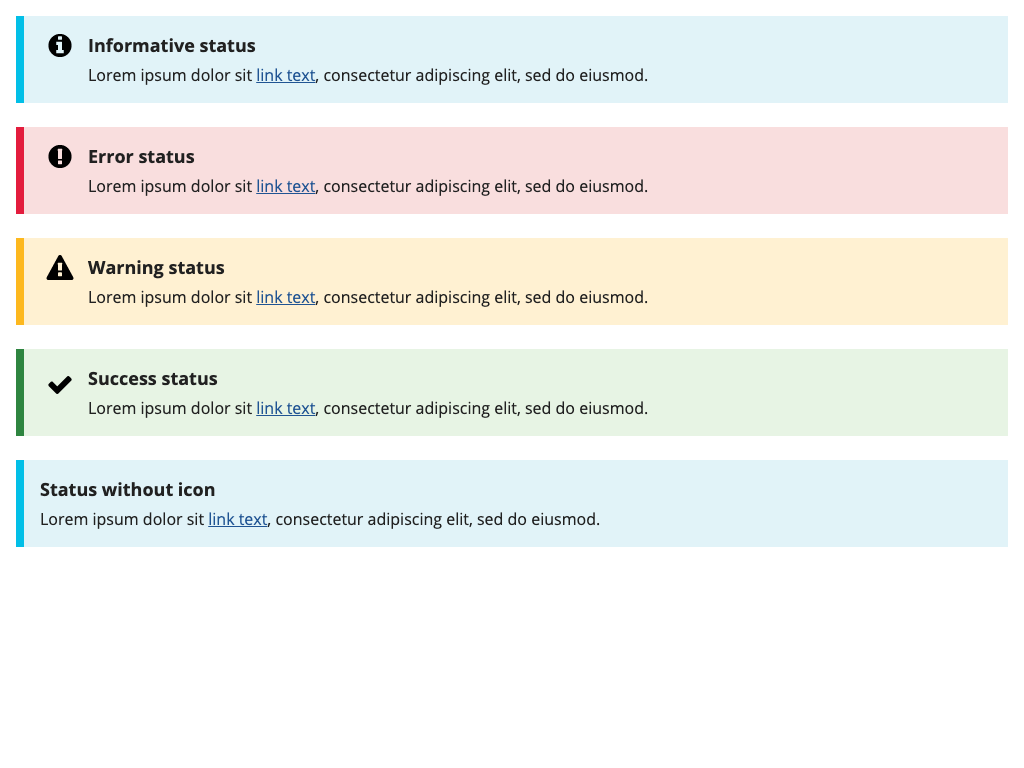 Informative status
Lorem ipsum dolor sit link text, consectetur adipiscing elit, sed do eiusmod.
Error status
Lorem ipsum dolor sit link text, consectetur adipiscing elit, sed do eiusmod.
Warning status
Lorem ipsum dolor sit link text, consectetur adipiscing elit, sed do eiusmod.
Success status
Lorem ipsum dolor sit link text, consectetur adipiscing elit, sed do eiusmod.
Status without icon
Lorem ipsum dolor sit link text, consectetur adipiscing elit, sed do eiusmod.